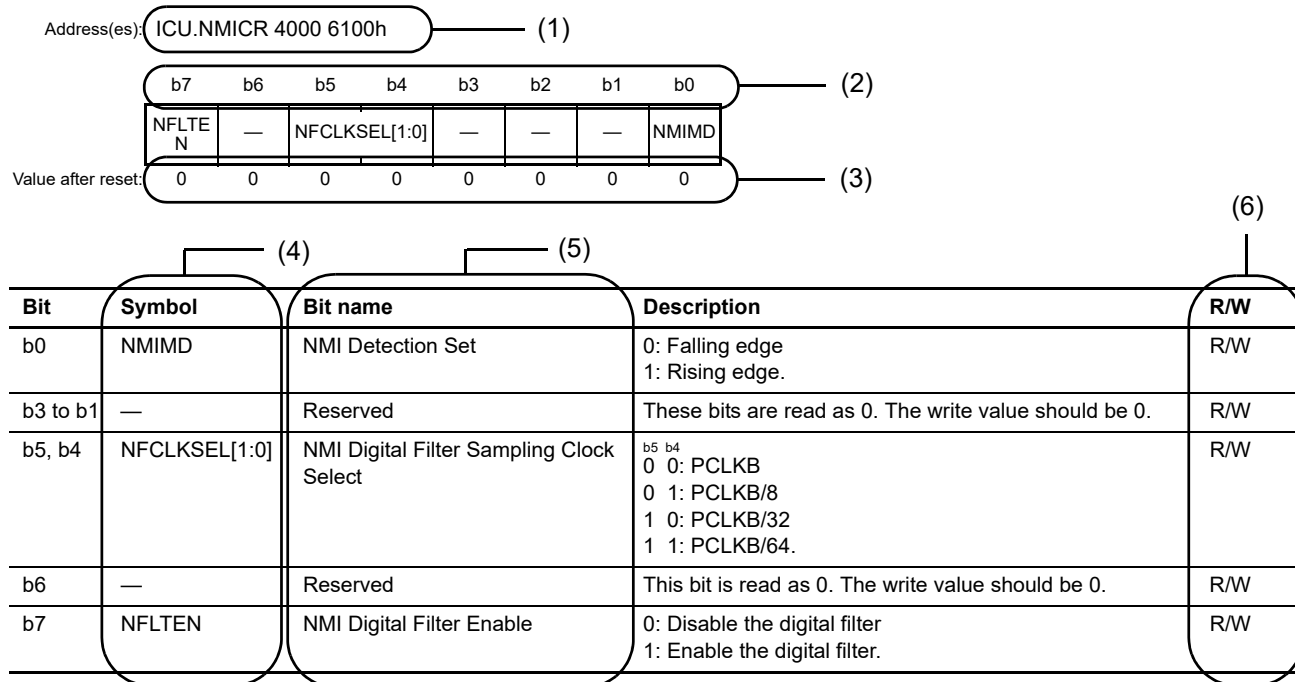 Address(es): ICU.NMICR 4000 6100h (1)
b7 b6 b5 b4 b3 b2 b1 b0 (2)
NFLTE
N — NFCLKSEL[1:0] — — — NMIMD
Value after reset: 0 0 0 0 0 0 0 0 (3)
(6)
(4) (5)
Bit Symbol Bit name Description R/W
b0 NMIMD NMI Detection Set 0: Falling edge R/W
1: Rising edge.
b3 to b1 — Reserved These bits are read as 0. The write value should be 0. R/W
b5, b4 NFCLKSEL[1:0] NMI Digital Filter Sampling Clock b5 b4 R/W
Select 0 0: PCLKB
0 1: PCLKB/8
1 0: PCLKB/32
1 1: PCLKB/64.
b6 — Reserved This bit is read as 0. The write value should be 0. R/W
b7 NFLTEN NMI Digital Filter Enable 0: Disable the digital filter R/W
1: Enable the digital filter.